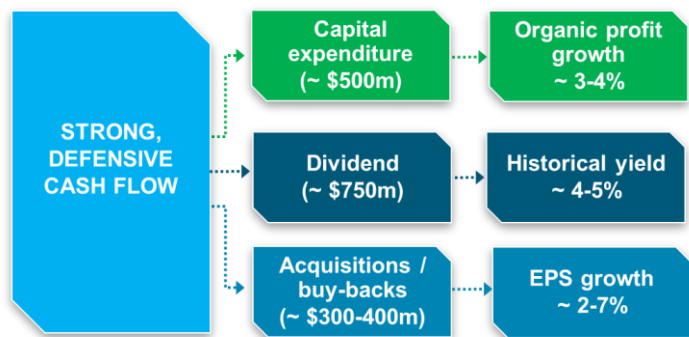 STRONG,
DEFENSIVE
CASH FLOW
Capital
expenditure
(~ $500m)
Organic profit
growth
~ 3-4%
Dividend
(~ $750m)
Historical yield
~ 4-5%
Acquisitions /
buy-backs
(~ $300-400m)
EPS growth
~ 2-7%